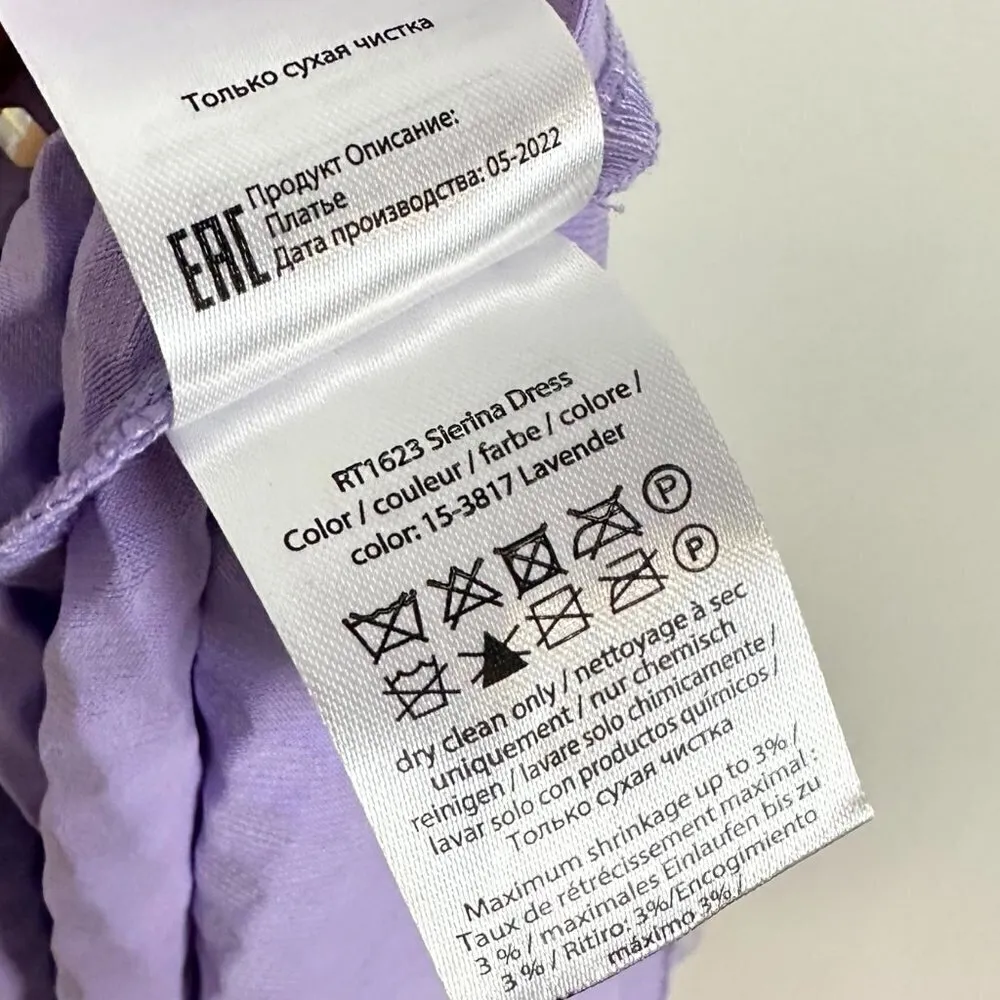 Только сухая чистка
Продукт Описание:
Платье
Дата производства: 05-2022
EAC
RT1623 Sierina Dress
Color / couleur / farbe / colore /
color: 15-3817 Lavender
P
P
dry clean only / nettoyage à sec
uniquement / nur chemisch
reinigen / lavare solo chimicamente /
lavar solo con productos químicos /
Только сухая чистка
Maximum shrinkage up to 3% /
Taux de rétrécissement maximal :
3 % / maximales Einlaufen bis zu
3 % / Ritiro: 3%/Encogimiento
máximo 3% /